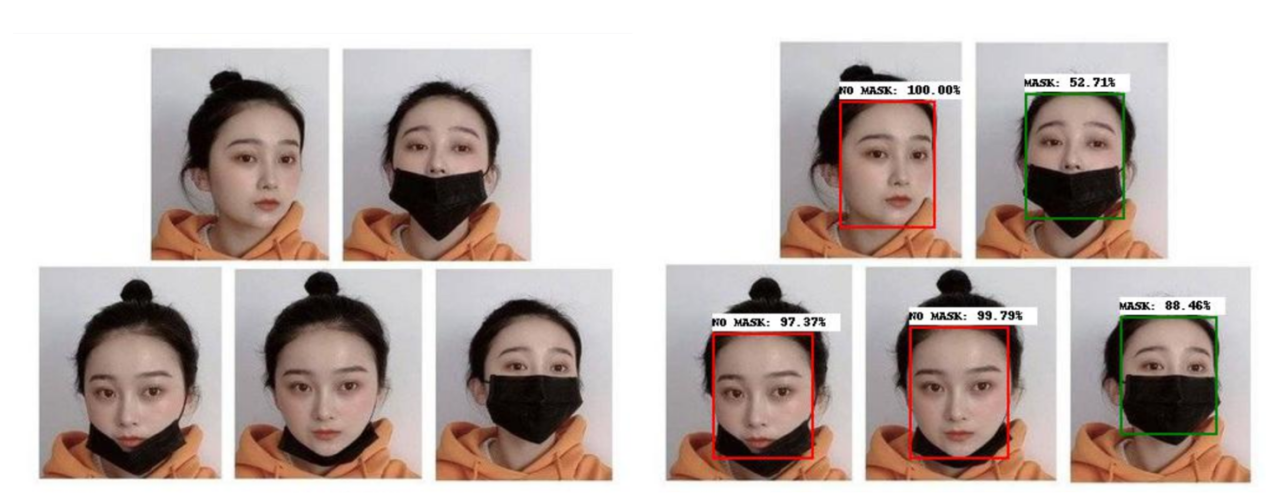 NO MASK: 100.00%
MASK: 52.71%
NO MASK: 97.37%
NO MASK: 99.79%
MASK: 88.46%